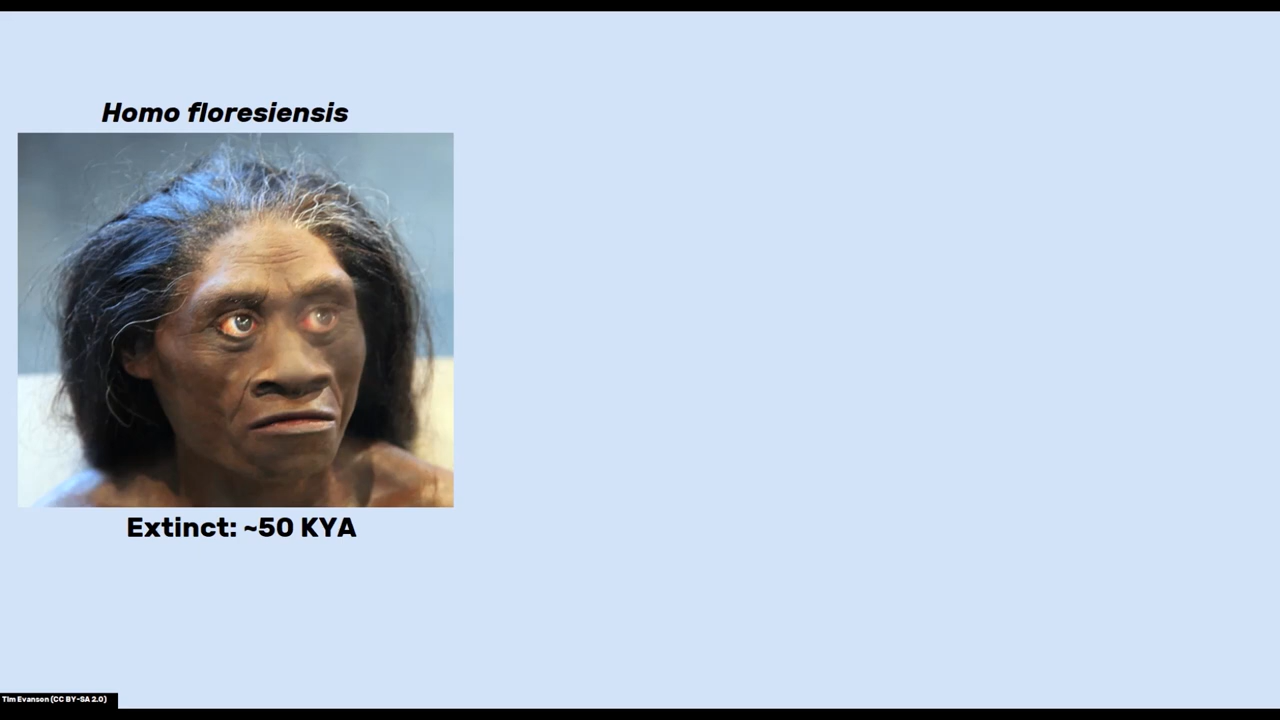 Homo floresiensis
Extinct: ~50 KYA
Tim Evanson (CC BY-SA 2.0)